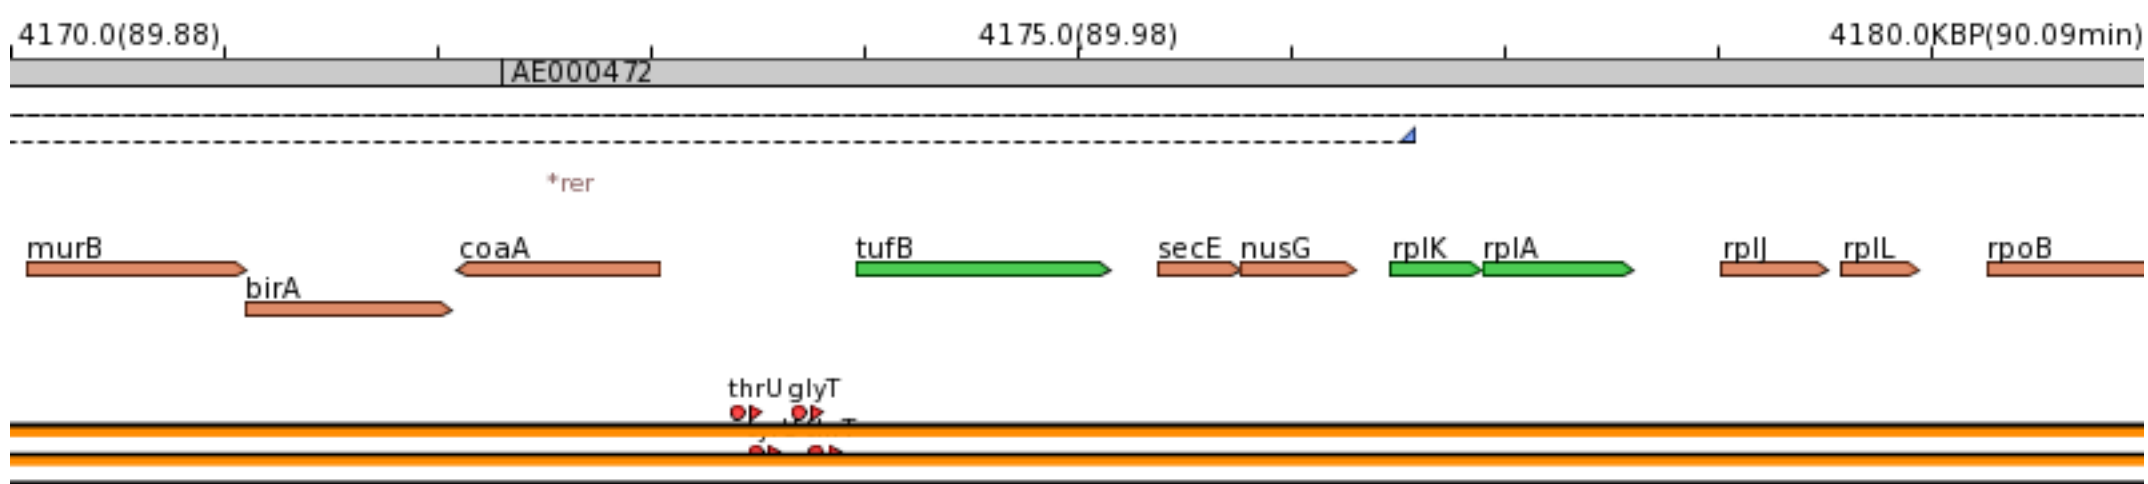 4170.0(89.88) 4175.0(89.98) 4180.0KBP(90.09min)
AE000472
*rer
murB coaA tufB secE nusG rplK rplA rplJ rplL rpoB
birA
thrU glyT